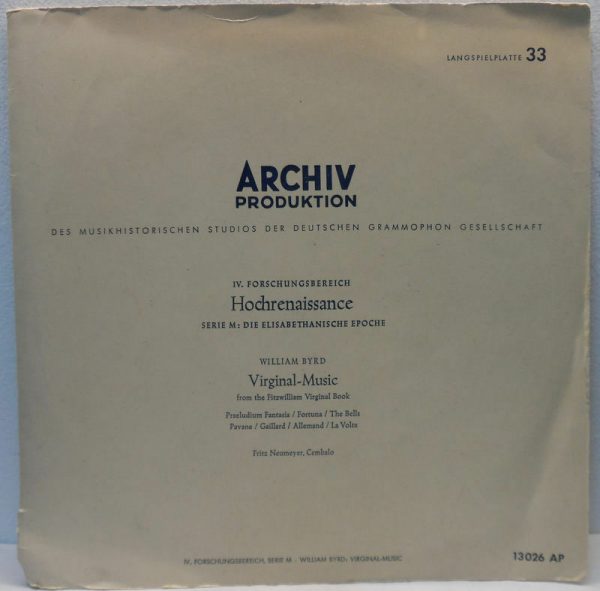 LANGSPIELPLATTE 33
ARCHIV
PRODUKTION
DES MUSIKHISTORISCHEN STUDIOS DER DEUTSCHEN GRAMMOPHON GESELLSCHAFT
IV. FORSCHUNGSBEREICH
Hochrenaissance
SERIE M: DIE ELISABETHANISCHE EPOCHE
WILLIAM BYRD
Virginal-Music
from the Fitzwilliam Virginal Book
Praeludium Fantasia / Fortuna / The Bells
Pavane / Gaillard / Allemand / La Volta
Fritz Neumeyer, Cembalo
IV, FORSCHUNGSBEREICH, SERIE M : WILLIAM BYRD: VIRGINAL-MUSIC
13026 AP